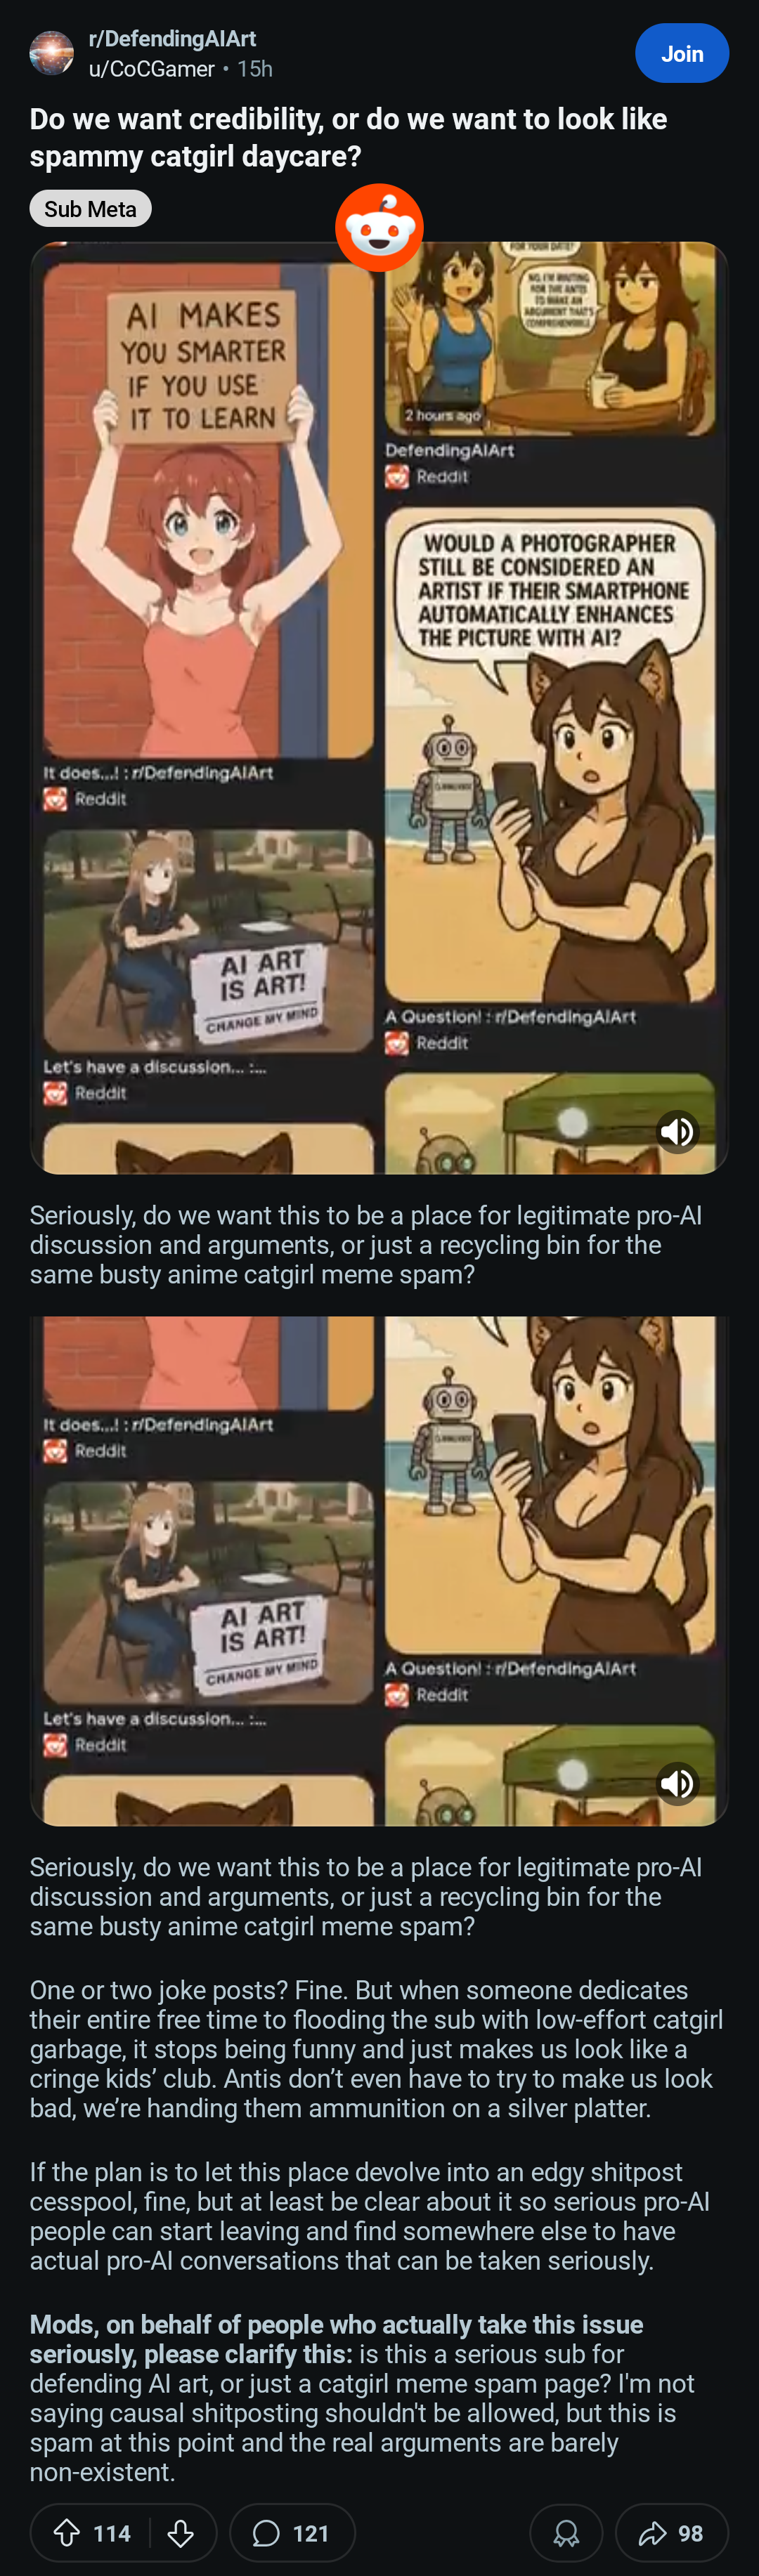 r/DefendingAIArt
u/CoCGamer • 15h
Join
Do we want credibility, or do we want to look like
spammy catgirl daycare?
Sub Meta
AI MAKES
YOU SMARTER
IF YOU USE
IT TO LEARN
It does...! : r/DefendingAIArt
Reddit
AI ART
IS ART!
CHANGE MY MIND
Let's have a discussion... :...
Reddit
FOR YOUR DATE?
NO, I'M WAITING
FOR THE ANTIS
TO MAKE AN
ARGUMENT THAT'S
COMPREHENSIBLE.
2 hours ago
DefendingAIArt
Reddit
WOULD A PHOTOGRAPHER
STILL BE CONSIDERED AN
ARTIST IF THEIR SMARTPHONE
AUTOMATICALLY ENHANCES
THE PICTURE WITH AI?
A Question! : r/DefendingAIArt
Reddit
Seriously, do we want this to be a place for legitimate pro-AI
discussion and arguments, or just a recycling bin for the
same busty anime catgirl meme spam?
It does...! : r/DefendingAIArt
Reddit
AI ART
IS ART!
CHANGE MY MIND
Let's have a discussion... :...
Reddit
A Question! : r/DefendingAIArt
Reddit
Seriously, do we want this to be a place for legitimate pro-AI
discussion and arguments, or just a recycling bin for the
same busty anime catgirl meme spam?
One or two joke posts? Fine. But when someone dedicates
their entire free time to flooding the sub with low-effort catgirl
garbage, it stops being funny and just makes us look like a
cringe kids’ club. Antis don’t even have to try to make us look
bad, we’re handing them ammunition on a silver platter.
If the plan is to let this place devolve into an edgy shitpost
cesspool, fine, but at least be clear about it so serious pro-AI
people can start leaving and find somewhere else to have
actual pro-AI conversations that can be taken seriously.
Mods, on behalf of people who actually take this issue
seriously, please clarify this: is this a serious sub for
defending AI art, or just a catgirl meme spam page? I'm not
saying causal shitposting shouldn't be allowed, but this is
spam at this point and the real arguments are barely
non-existent.
114
121
98